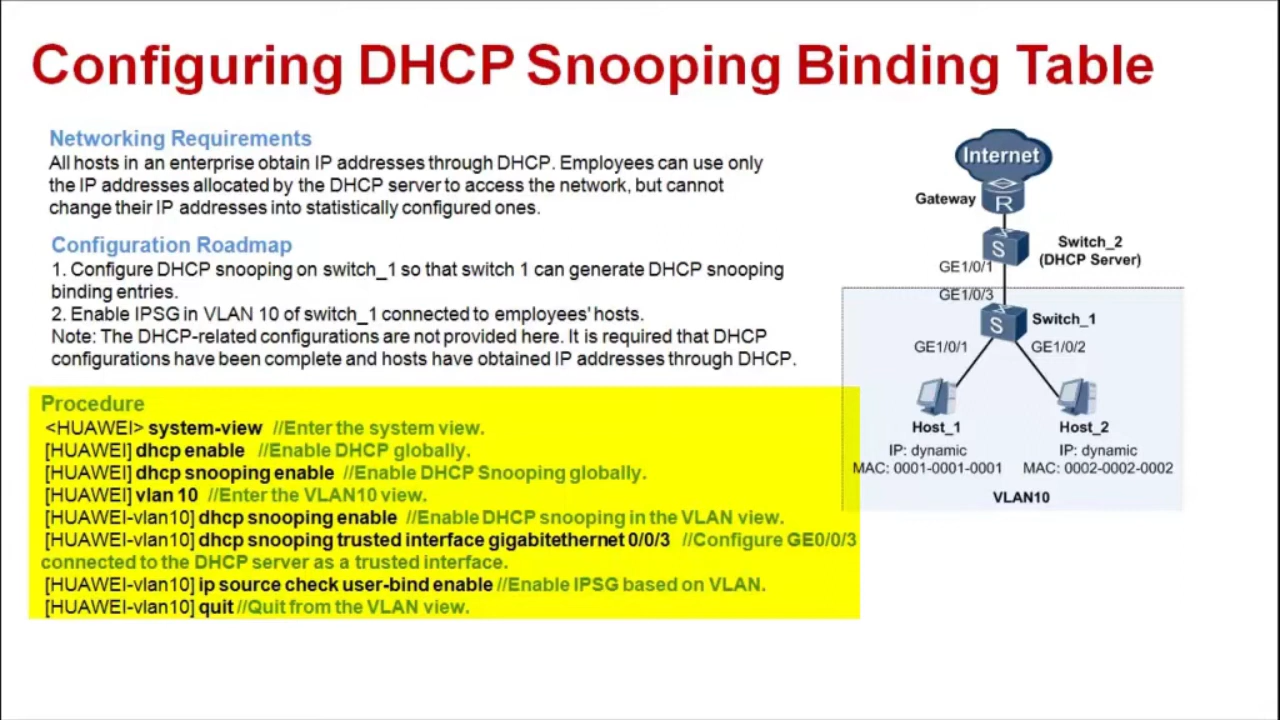 Configuring DHCP Snooping Binding Table
Networking Requirements
All hosts in an enterprise obtain IP addresses through DHCP. Employees can use only
the IP addresses allocated by the DHCP server to access the network, but cannot
change their IP addresses into statistically configured ones.
Configuration Roadmap
1. Configure DHCP snooping on switch_1 so that switch 1 can generate DHCP snooping
binding entries.
2. Enable IPSG in VLAN 10 of switch_1 connected to employees' hosts.
Note: The DHCP-related configurations are not provided here. It is required that DHCP
configurations have been complete and hosts have obtained IP addresses through DHCP.
Procedure
<HUAWEI> system-view //Enter the system view.
[HUAWEI] dhcp enable //Enable DHCP globally.
[HUAWEI] dhcp snooping enable //Enable DHCP Snooping globally.
[HUAWEI] vlan 10 //Enter the VLAN10 view.
[HUAWEI-vlan10] dhcp snooping enable //Enable DHCP snooping in the VLAN view.
[HUAWEI-vlan10] dhcp snooping trusted interface gigabitethernet 0/0/3 //Configure GE0/0/3
connected to the DHCP server as a trusted interface.
[HUAWEI-vlan10] ip source check user-bind enable //Enable IPSG based on VLAN.
[HUAWEI-vlan10] quit //Quit from the VLAN view.
Internet
Gateway
R
S
Switch_2
(DHCP Server)
GE1/0/1
GE1/0/3
S
Switch_1
GE1/0/1
GE1/0/2
Host_1
Host_2
IP: dynamic
IP: dynamic
MAC: 0001-0001-0001
MAC: 0002-0002-0002
VLAN10